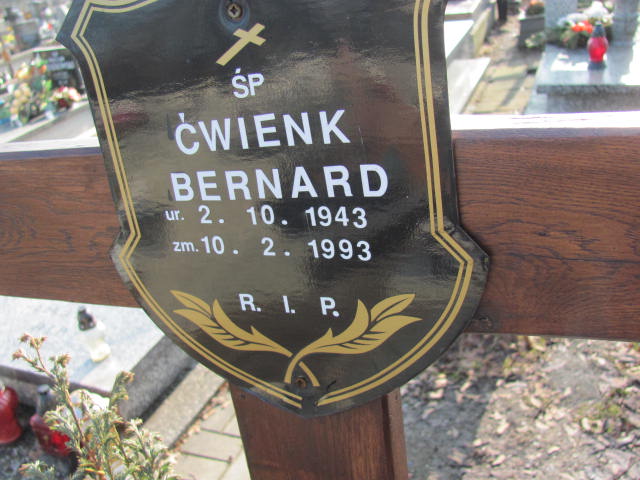 ŚP
ĆWIENK
BERNARD
ur. 2. 10. 1943
zm. 10. 2. 1993
R. I. P.